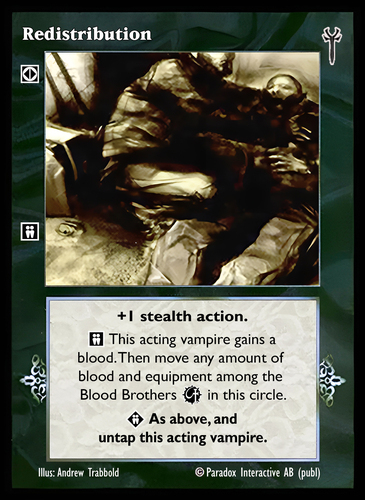 Redistribution
+1 stealth action.
This acting vampire gains a
blood. Then move any amount of
blood and equipment among the
Blood Brothers in this circle.
As above, and
untap this acting vampire.
Illus: Andrew Trabbold © Paradox Interactive AB (publ)